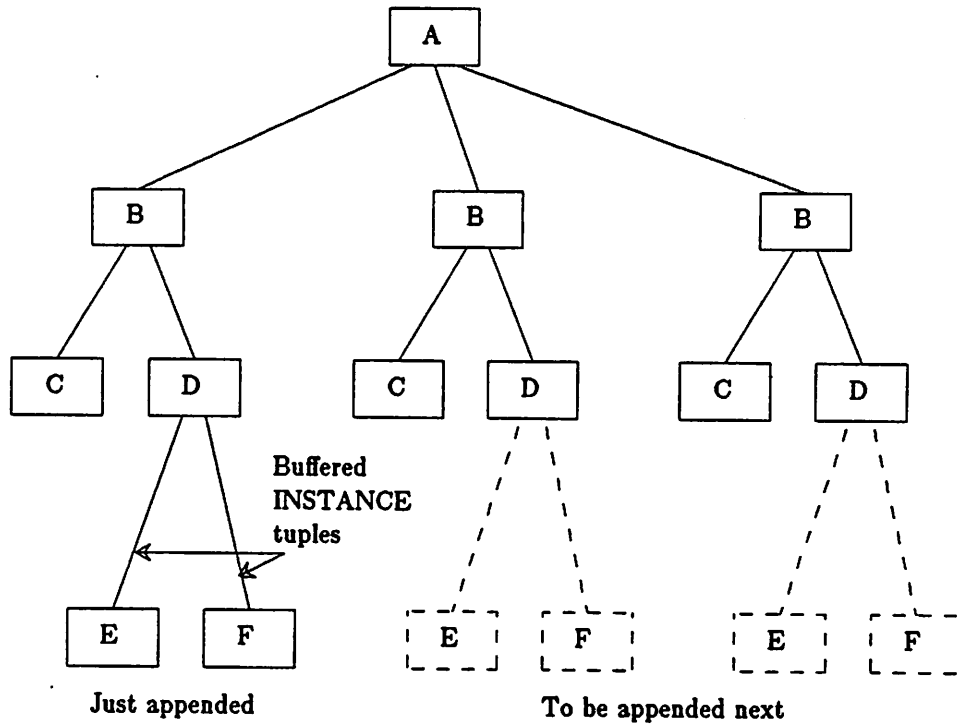 A
B B B
C D C D C D
Buffered
INSTANCE
tuples
E F E F E F
Just appended To be appended next